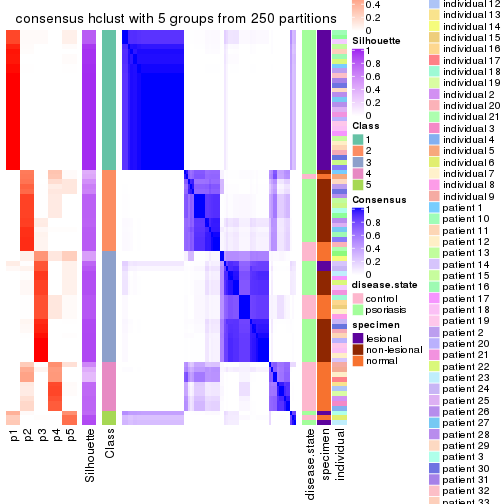 consensus hclust with 5 groups from 250 partitions
p1
p2
p3
p4
p5
Silhouette
Class
disease.state
specimen
individual
0.4
0.2
0
Silhouette
1
0.8
0.6
0.4
0.2
0
Class
1
2
3
4
5
Consensus
1
0.8
0.6
0.4
0.2
0
disease.state
control
psoriasis
specimen
lesional
non-lesional
normal
individual 12
individual 13
individual 14
individual 15
individual 16
individual 17
individual 18
individual 19
individual 2
individual 20
individual 21
individual 3
individual 4
individual 5
individual 6
individual 7
individual 8
individual 9
patient 1
patient 10
patient 11
patient 12
patient 13
patient 14
patient 15
patient 16
patient 17
patient 18
patient 19
patient 2
patient 20
patient 21
patient 22
patient 23
patient 24
patient 25
patient 26
patient 27
patient 28
patient 29
patient 3
patient 30
patient 31
patient 32
patient 33